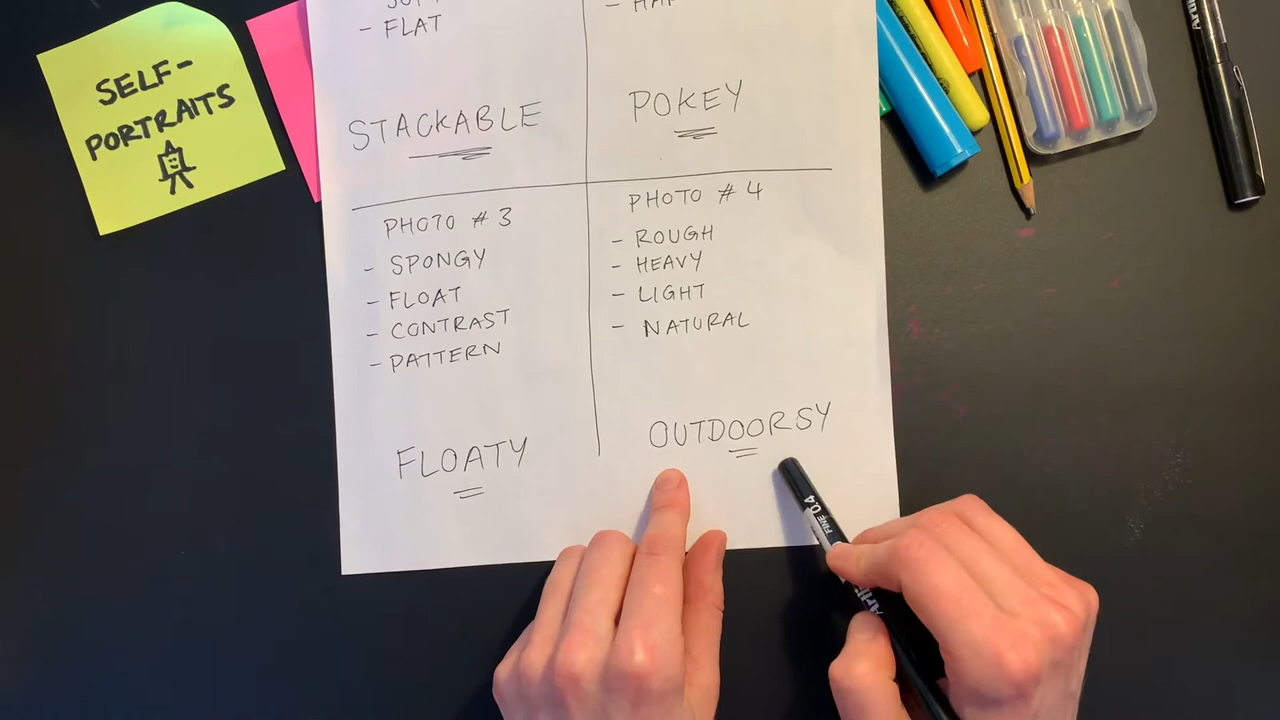 SELF-
PORTRAITS
- FLAT
STACKABLE
POKEY
PHOTO # 3
- SPONGY
- FLOAT
- CONTRAST
- PATTERN
FLOATY
PHOTO # 4
- ROUGH
- HEAVY
- LIGHT
- NATURAL
OUTDOORSY
FINE 0.4